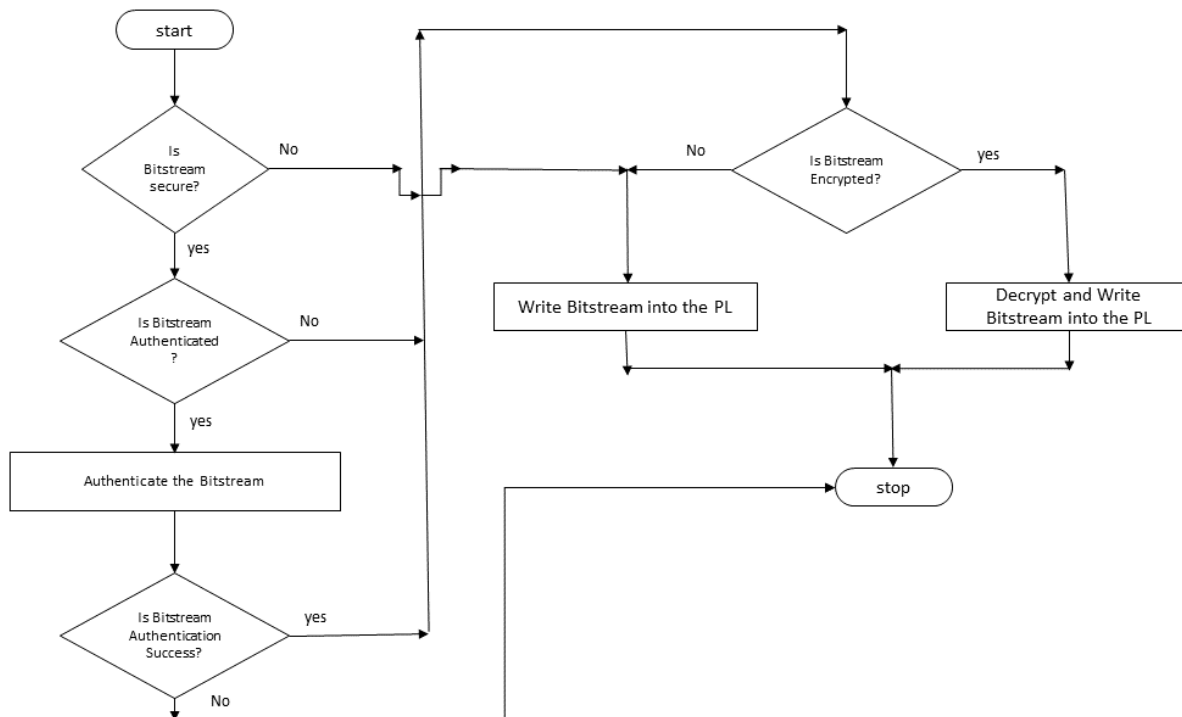 start
Is
Bitstream
secure?
No
yes
Is Bitstream
Authenticated
?
No
yes
Authenticate the Bitstream
Is Bitstream
Authentication
Success?
yes
No
Is Bitstream
Encrypted?
No
yes
Write Bitstream into the PL
Decrypt and Write
Bitstream into the PL
stop